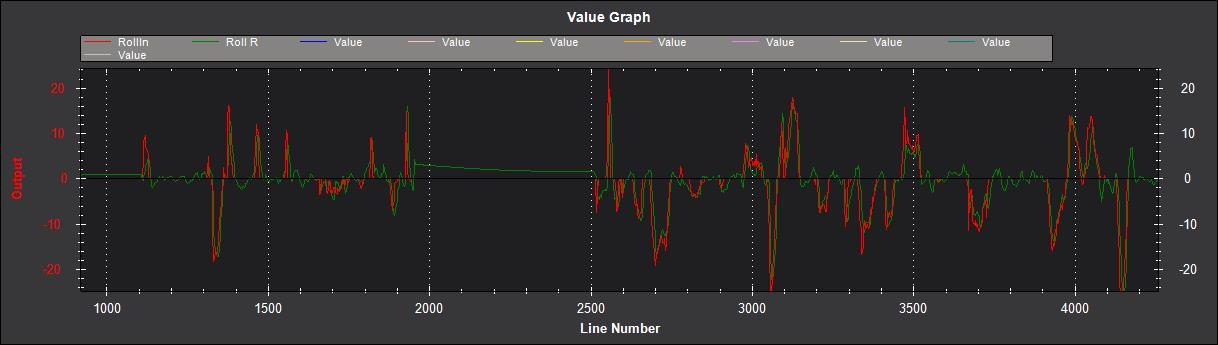 Value Graph
RollIn Roll R Value Value Value Value Value Value Value
Value
20 20
10 10
0 0
-10 -10
-20 -20
Output
1000 1500 2000 2500 3000 3500 4000
Line Number